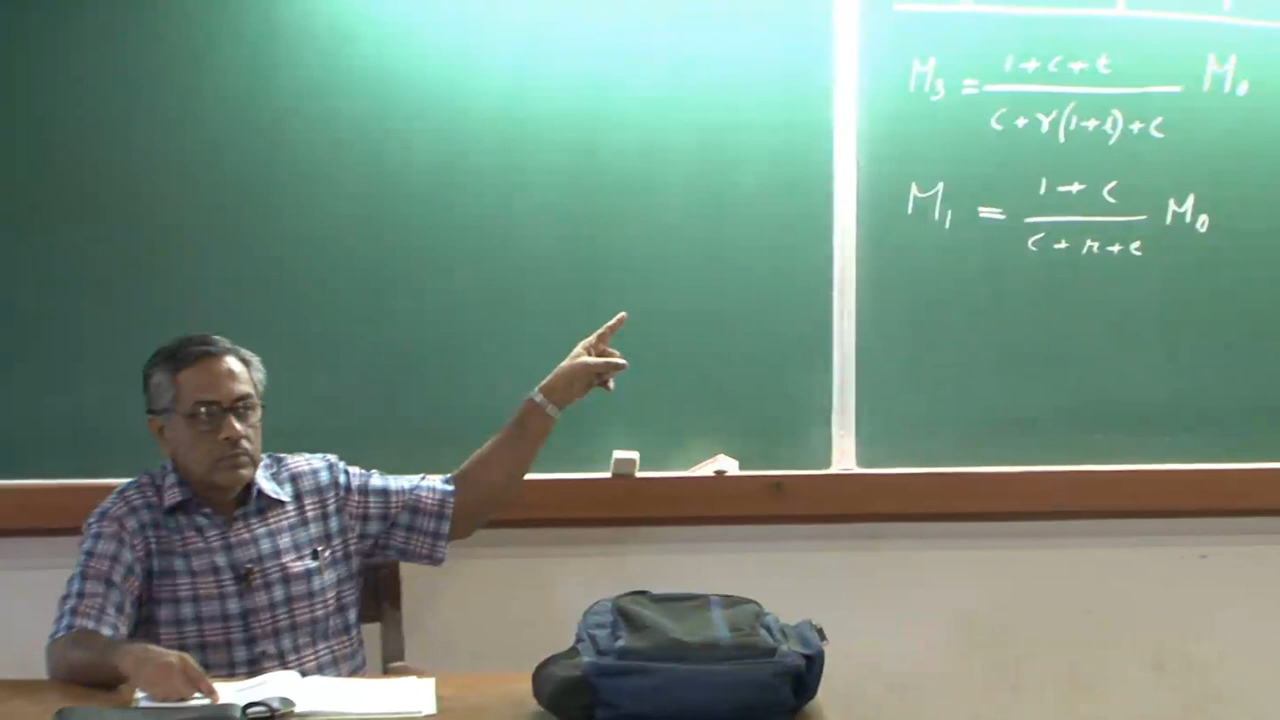 M₃ = (1+c+t)/(c+r(1+t)+e) M₀
M₁ = (1+c)/(c+r+e) M₀